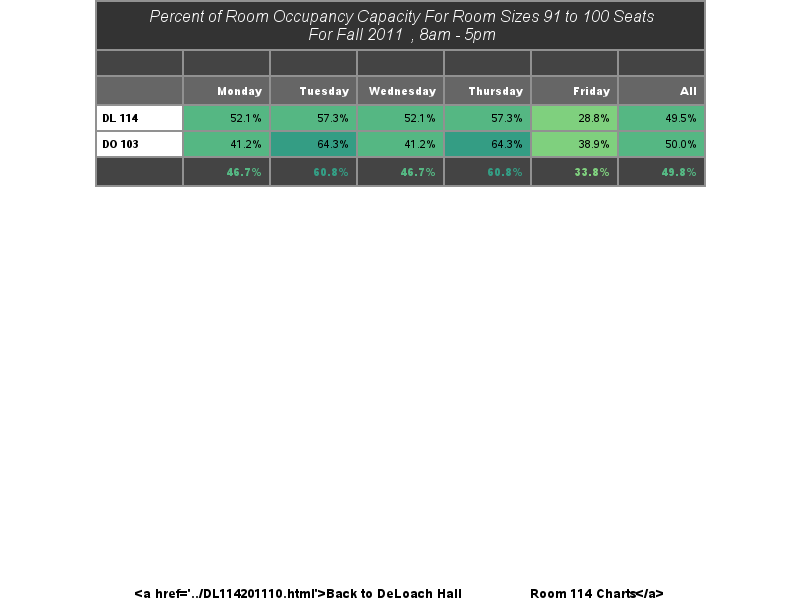 Percent of Room Occupancy Capacity For Room Sizes 91 to 100 Seats
For Fall 2011 , 8am - 5pm
Monday Tuesday Wednesday Thursday Friday All
DL 114 52.1% 57.3% 52.1% 57.3% 28.8% 49.5%
DO 103 41.2% 64.3% 41.2% 64.3% 38.9% 50.0%
46.7% 60.8% 46.7% 60.8% 33.8% 49.8%
<a href='../DL114201110.html'>Back to DeLoach Hall Room 114 Charts</a>